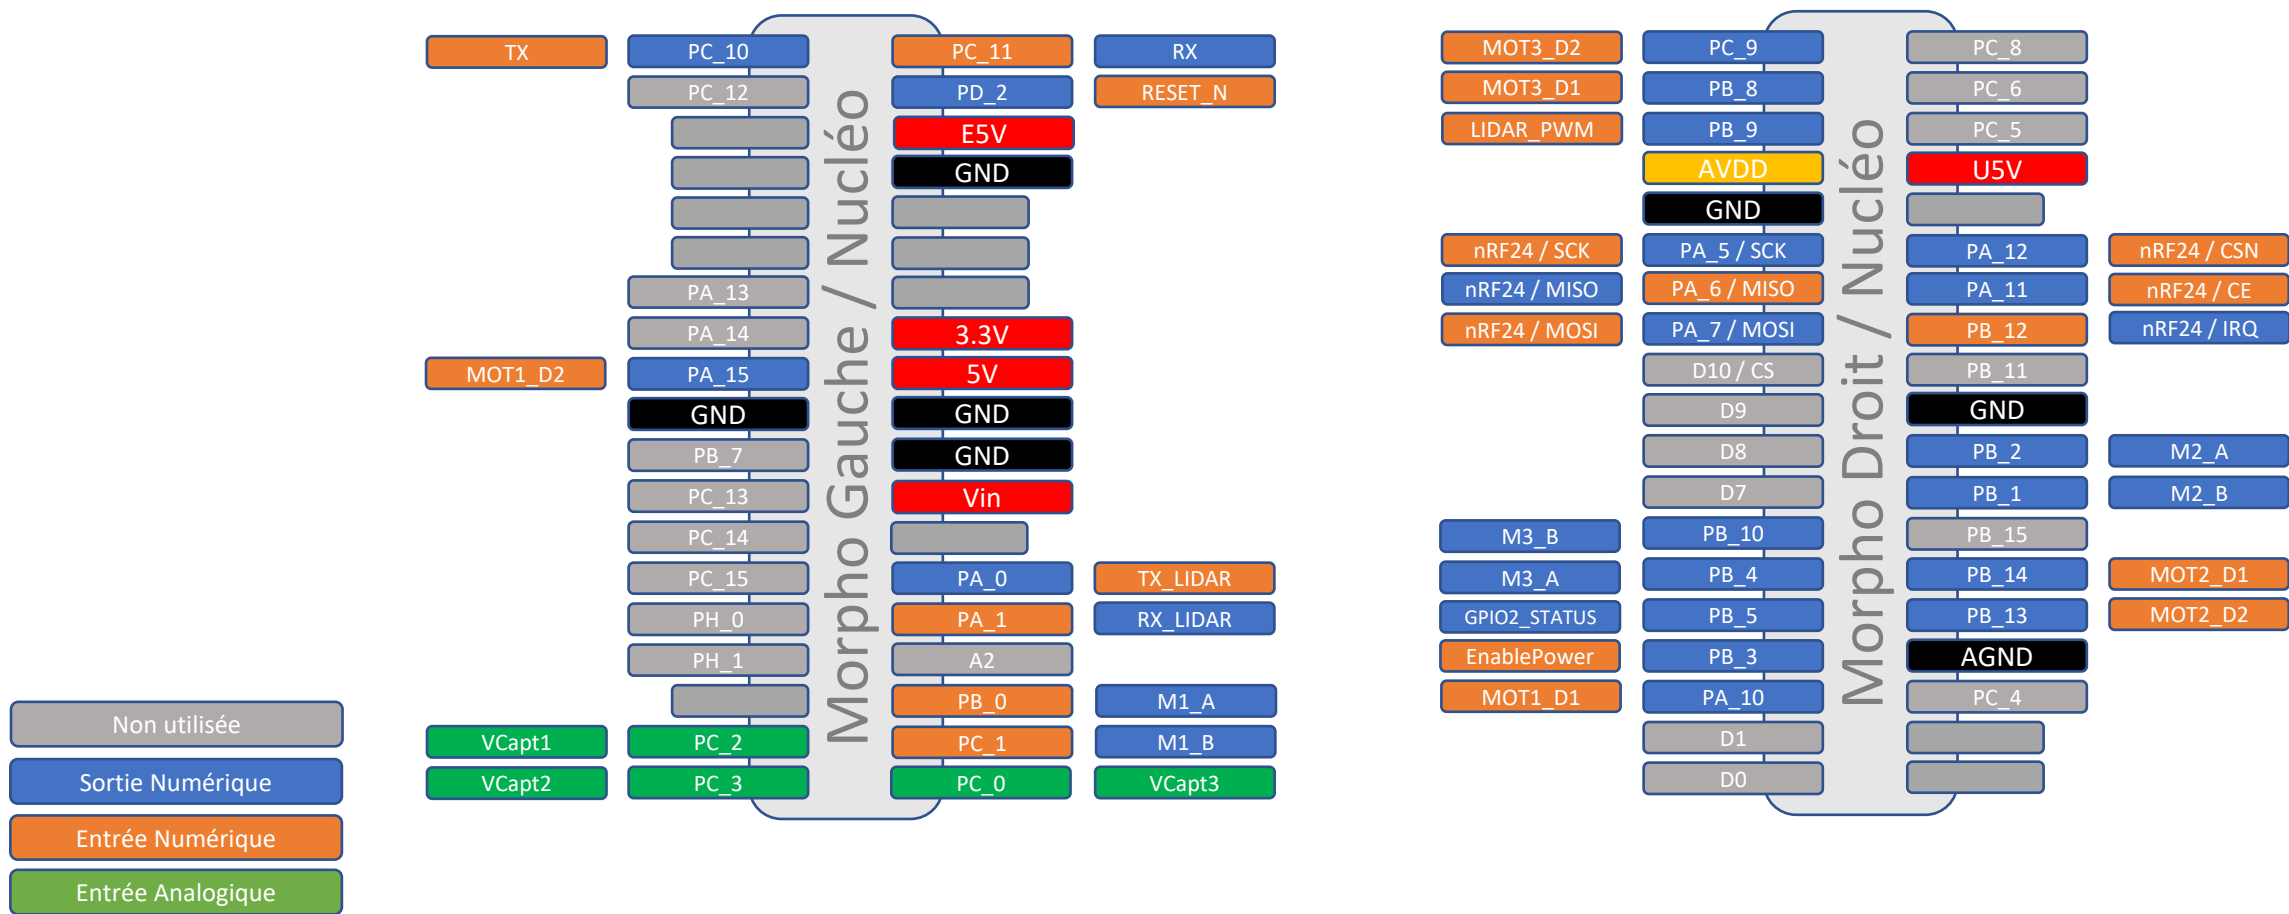 TX PC_10 PC_11 RX
PC_12 PD_2 RESET_N
E5V
GND
PA_13
PA_14 3.3V
MOT1_D2 PA_15 5V
GND GND
PB_7 GND
PC_13 Vin
PC_14
PC_15 PA_0 TX_LIDAR
PH_0 PA_1 RX_LIDAR
PH_1 A2
PB_0 M1_A
VCapt1 PC_2 PC_1 M1_B
VCapt2 PC_3 PC_0 VCapt3
Morpho Gauche / Nucléo
MOT3_D2 PC_9 PC_8
MOT3_D1 PB_8 PC_6
LIDAR_PWM PB_9 PC_5
AVDD U5V
GND
nRF24 / SCK PA_5 / SCK PA_12 nRF24 / CSN
nRF24 / MISO PA_6 / MISO PA_11 nRF24 / CE
nRF24 / MOSI PA_7 / MOSI PB_12 nRF24 / IRQ
D10 / CS PB_11
D9 GND
D8 PB_2 M2_A
D7 PB_1 M2_B
M3_B PB_10 PB_15
M3_A PB_4 PB_14 MOT2_D1
GPIO2_STATUS PB_5 PB_13 MOT2_D2
EnablePower PB_3 AGND
MOT1_D1 PA_10 PC_4
D1
D0
Morpho Droit / Nucléo
Non utilisée
Sortie Numérique
Entrée Numérique
Entrée Analogique